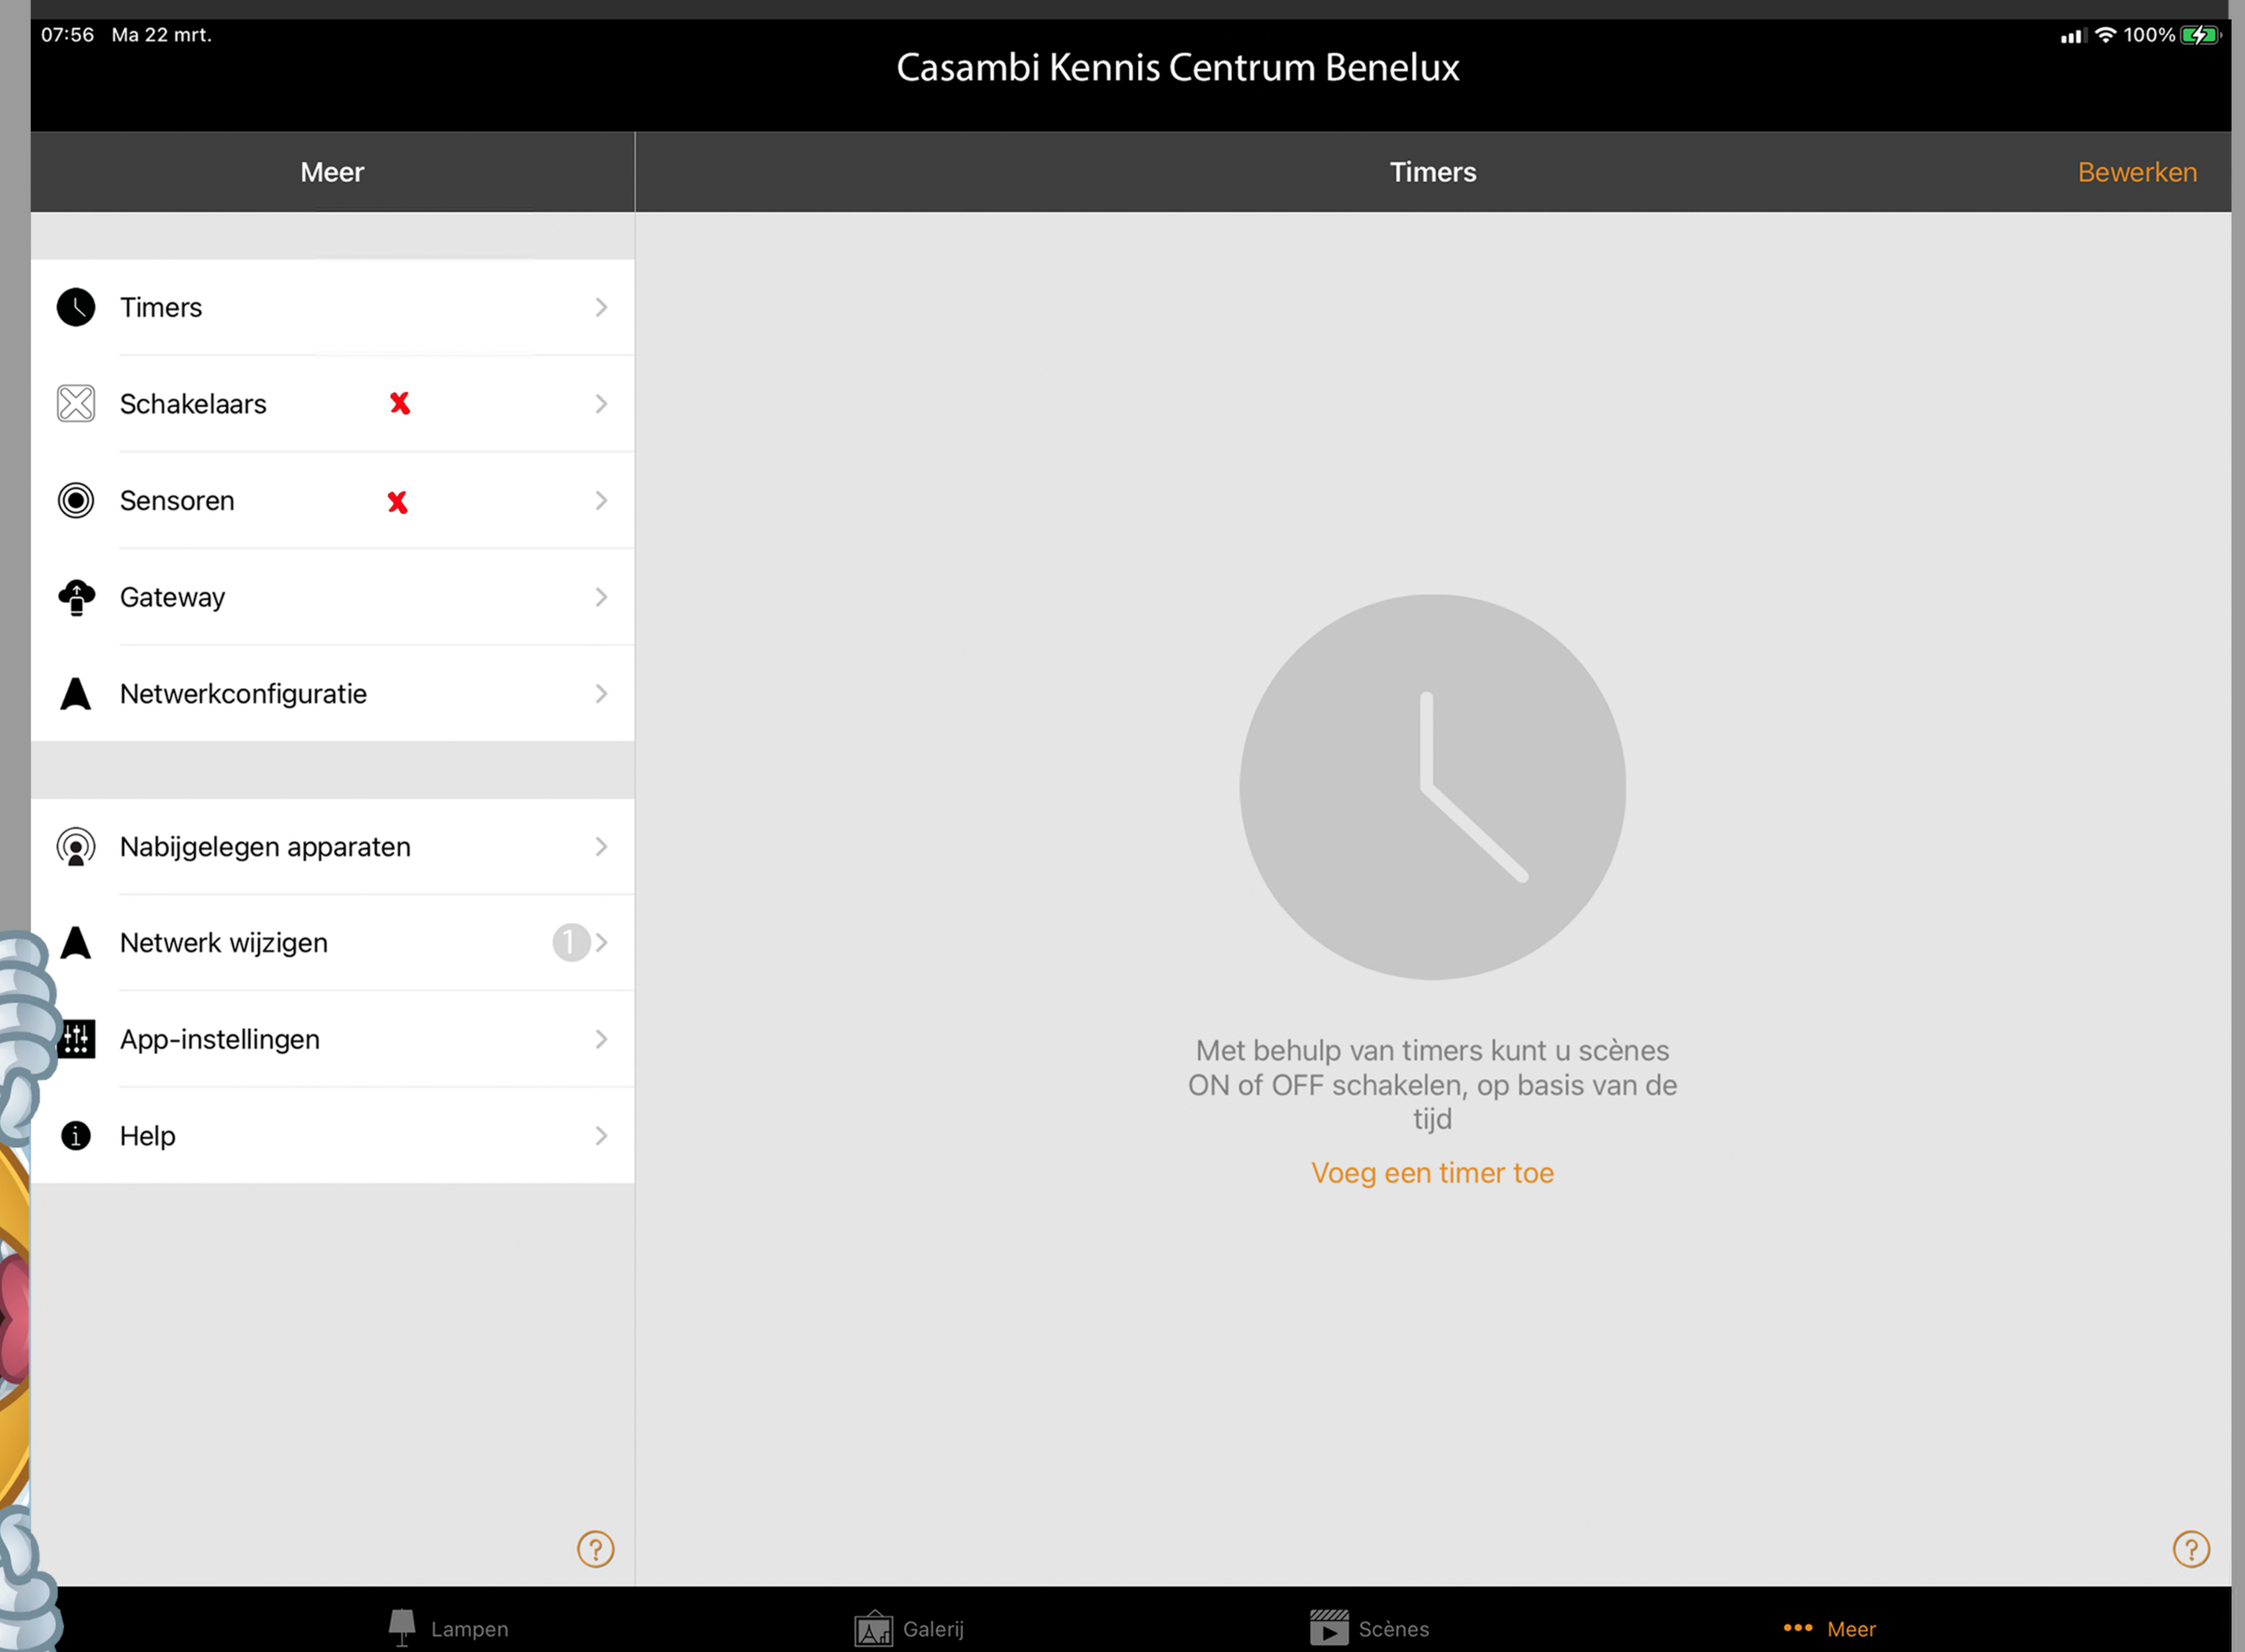 07:56 Ma 22 mrt.
100%
Casambi Kennis Centrum Benelux
Meer
Timers
Bewerken
Timers
Schakelaars
Sensoren
Gateway
Netwerkconfiguratie
Nabijgelegen apparaten
Netwerk wijzigen 1
App-instellingen
Help
Met behulp van timers kunt u scènes
ON of OFF schakelen, op basis van de
tijd
Voeg een timer toe
?
?
Lampen
Galerij
Scènes
Meer